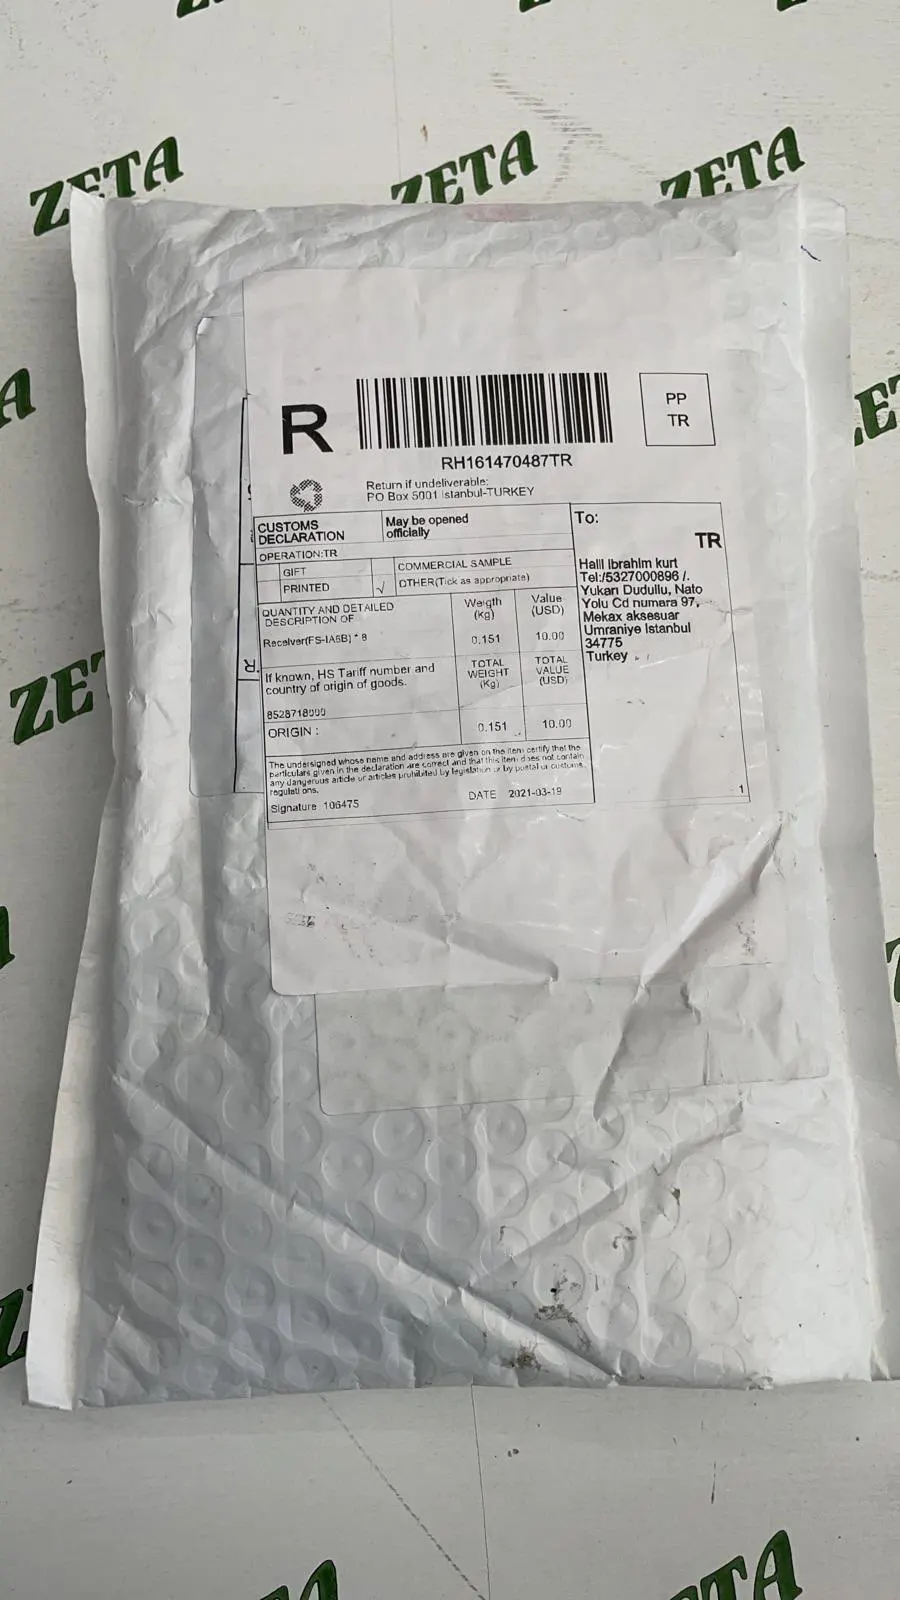 ZETA
ZETA
ZETA
R
RH161470487TR
PP
TR
Return if undeliverable:
PO Box 5001 Istanbul-TURKEY
CUSTOMS
DECLARATION
May be opened
officially
OPERATION:TR
GIFT
COMMERCIAL SAMPLE
PRINTED
√
OTHER(Tick as appropriate)
QUANTITY AND DETAILED
DESCRIPTION OF
Weigth
(kg)
Value
(USD)
Receiver(FS-IA6B) * 8
0.151
10.00
If known, HS Tariff number and
country of origin of goods.
TOTAL
WEIGHT
(Kg)
TOTAL
VALUE
(USD)
8528718000
ORIGIN :
0.151
10.00
The undersigned whose name and address are given on the item certify that the
particulars given in the declaration are correct and that this item does not contain
any dangerous article or articles prohibited by legislation or by postal or customs
regulations.
Signature 106475
DATE 2021-03-19
To:
TR
Halil Ibrahim kurt
Tel:/5327000896 /.
Yukarı Dudullu, Nato
Yolu Cd numara 97,
Mekax aksesuar
Umraniye Istanbul
34775
Turkey
1